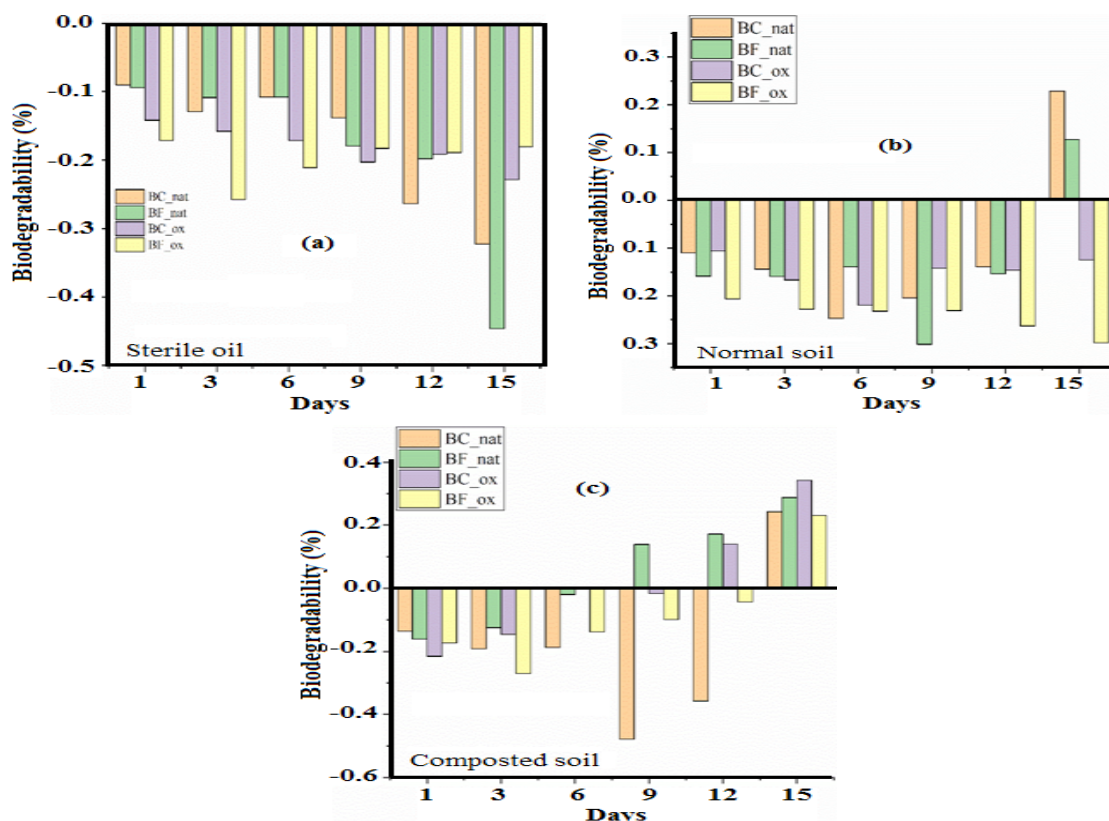 0.0
−0.1
−0.2
−0.3
−0.4
−0.5
Biodegradability (%)
BC_nat
BF_nat
BC_ox
BF_ox
(a)
Sterile oil
1 3 6 9 12 15
Days
BC_nat
BF_nat
BC_ox
BF_ox
0.3
0.2
0.1
0.0
0.1
0.2
0.3
Biodegradability (%)
(b)
Normal soil
1 3 6 9 12 15
Days
BC_nat
BF_nat
BC_ox
BF_ox
0.4
0.2
0.0
−0.2
−0.4
−0.6
Biodegradability (%)
(c)
Composted soil
1 3 6 9 12 15
Days